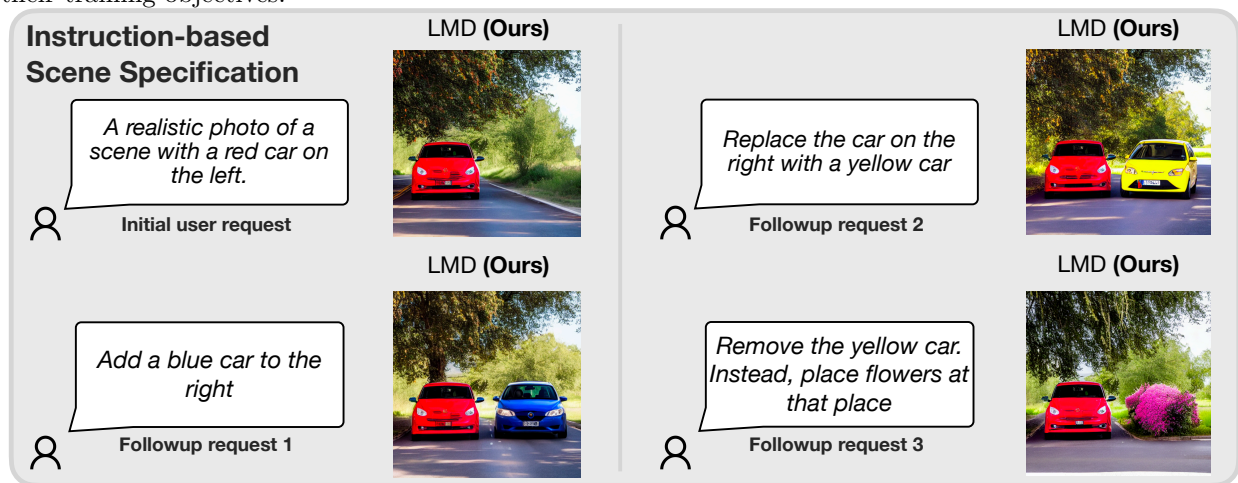 their training objectives.
Instruction-based
Scene Specification
LMD (Ours)
A realistic photo of a
scene with a red car on
the left.
Initial user request
LMD (Ours)
Add a blue car to the
right
Followup request 1
LMD (Ours)
Replace the car on the
right with a yellow car
Followup request 2
LMD (Ours)
Remove the yellow car.
Instead, place flowers at
that place
Followup request 3